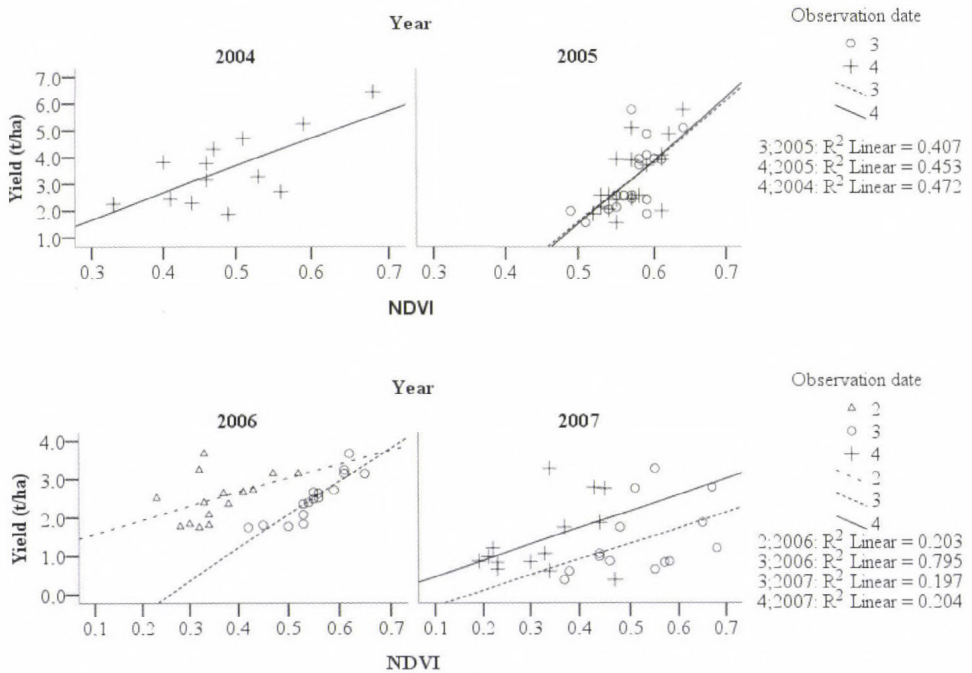 Year
2004
2005
Yield (t/ha)
7.0
6.0
5.0
4.0
3.0
2.0
1.0
0.3 0.4 0.5 0.6 0.7
0.3 0.4 0.5 0.6 0.7
NDVI
Observation date
3
4
3
4
3;2005: R² Linear = 0.407
4;2005: R² Linear = 0.453
4;2004: R² Linear = 0.472
Year
2006
2007
Yield (t/ha)
4.0
3.0
2.0
1.0
0.0
0.1 0.2 0.3 0.4 0.5 0.6 0.7
0.1 0.2 0.3 0.4 0.5 0.6 0.7
NDVI
Observation date
2
3
4
2
3
4
2;2006: R² Linear = 0.203
3;2006: R² Linear = 0.795
3;2007: R² Linear = 0.197
4;2007: R² Linear = 0.204